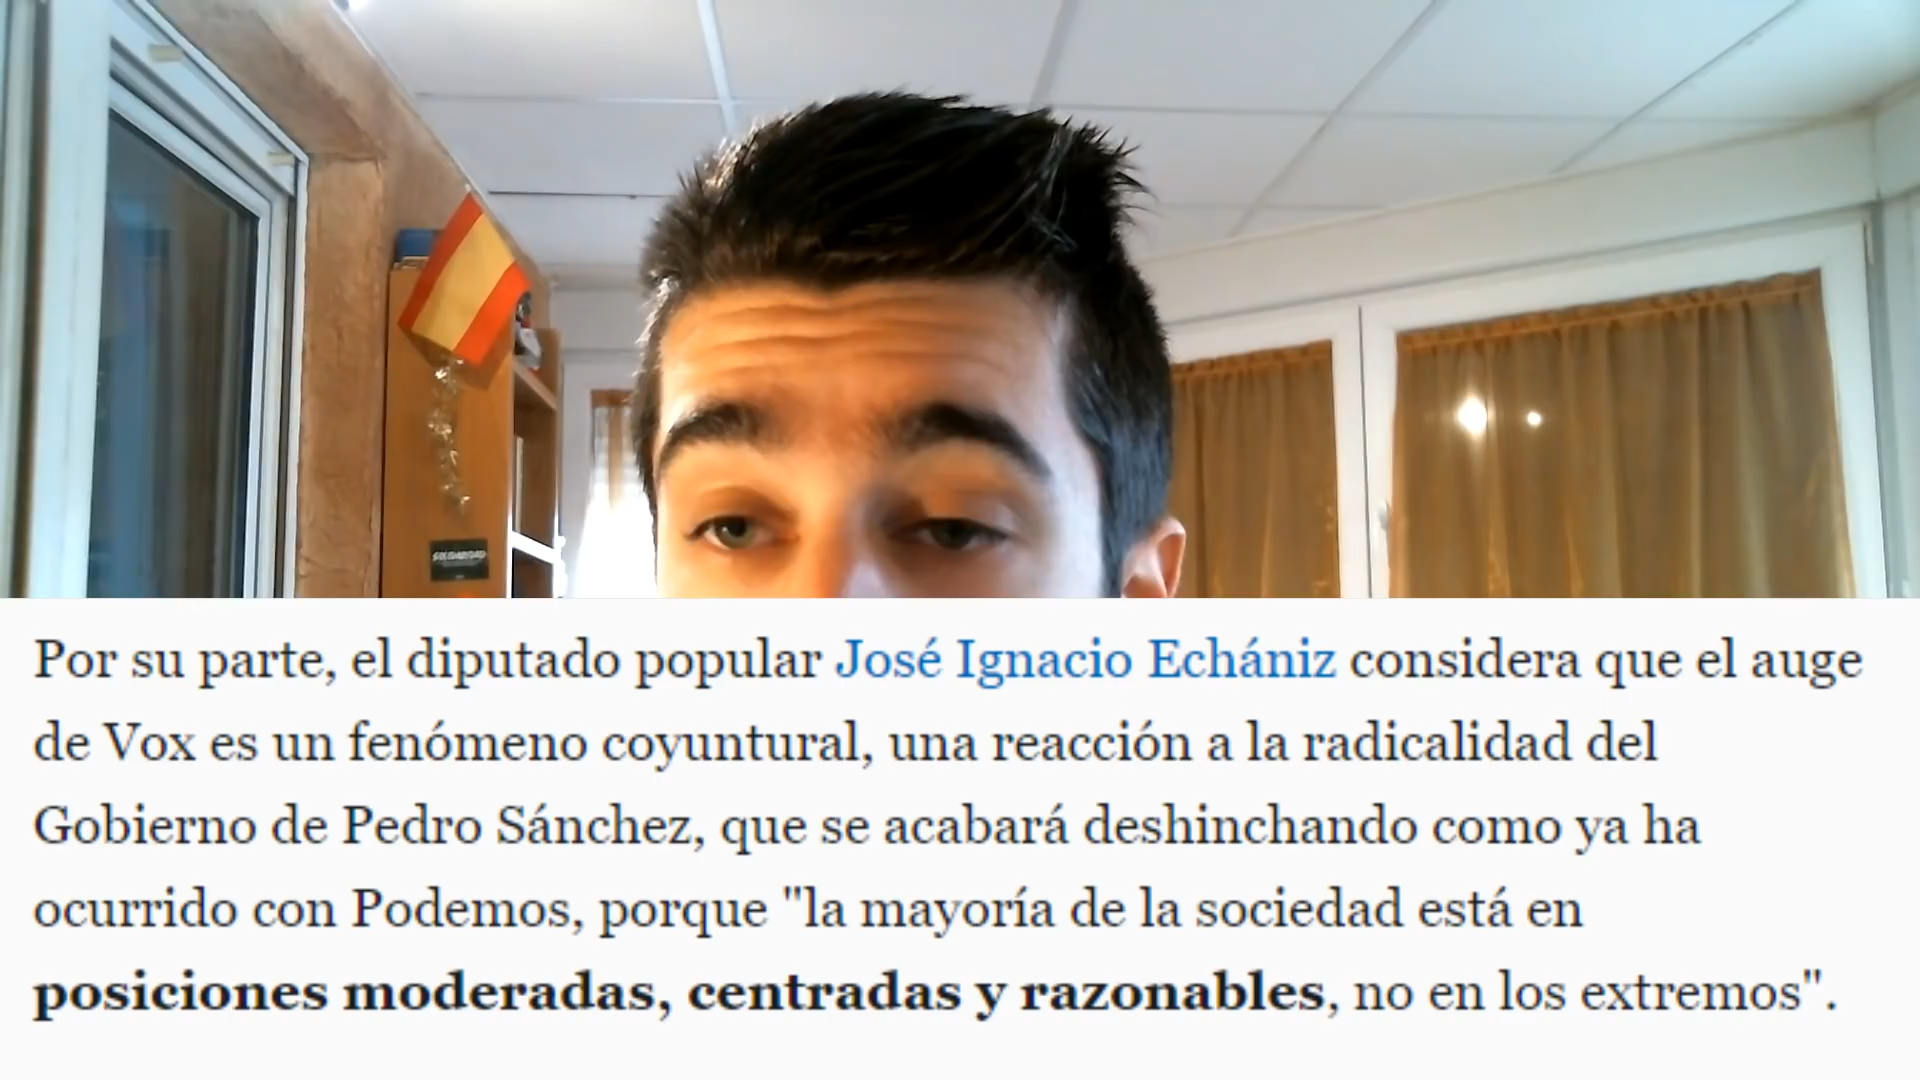 Por su parte, el diputado popular José Ignacio Echániz considera que el auge
de Vox es un fenómeno coyuntural, una reacción a la radicalidad del
Gobierno de Pedro Sánchez, que se acabará deshinchando como ya ha
ocurrido con Podemos, porque "la mayoría de la sociedad está en
posiciones moderadas, centradas y razonables, no en los extremos".